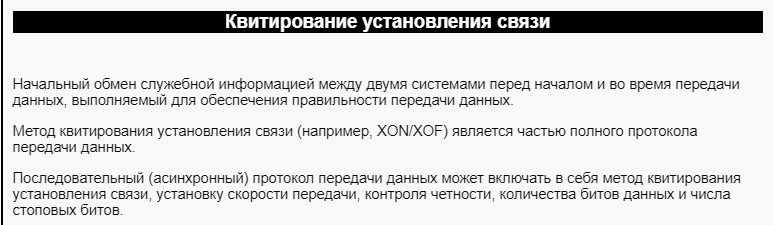 Квитирование установления связи
Начальный обмен служебной информацией между двумя системами перед началом и во время передачи
данных, выполняемый для обеспечения правильности передачи данных.
Метод квитирования установления связи (например, XON/XOF) является частью полного протокола
передачи данных.
Последовательный (асинхронный) протокол передачи данных может включать в себя метод квитирования
установления связи, установку скорости передачи, контроля четности, количества битов данных и числа
стоповых битов.